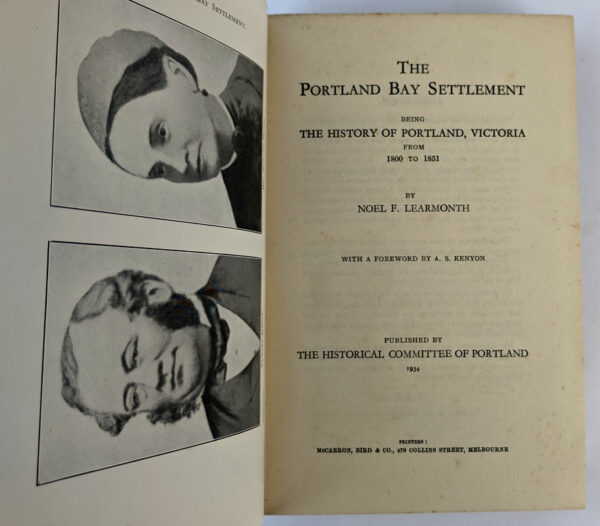 BAY SETTLEMENT.
THE
PORTLAND BAY SETTLEMENT
BEING
THE HISTORY OF PORTLAND, VICTORIA
FROM
1800 TO 1851
BY
NOEL F. LEARMONTH
WITH A FOREWORD BY A. S. KENYON
PUBLISHED BY
THE HISTORICAL COMMITTEE OF PORTLAND
1934
PRINTERS:
McCARRON, BIRD & CO., 479 COLLINS STREET, MELBOURNE